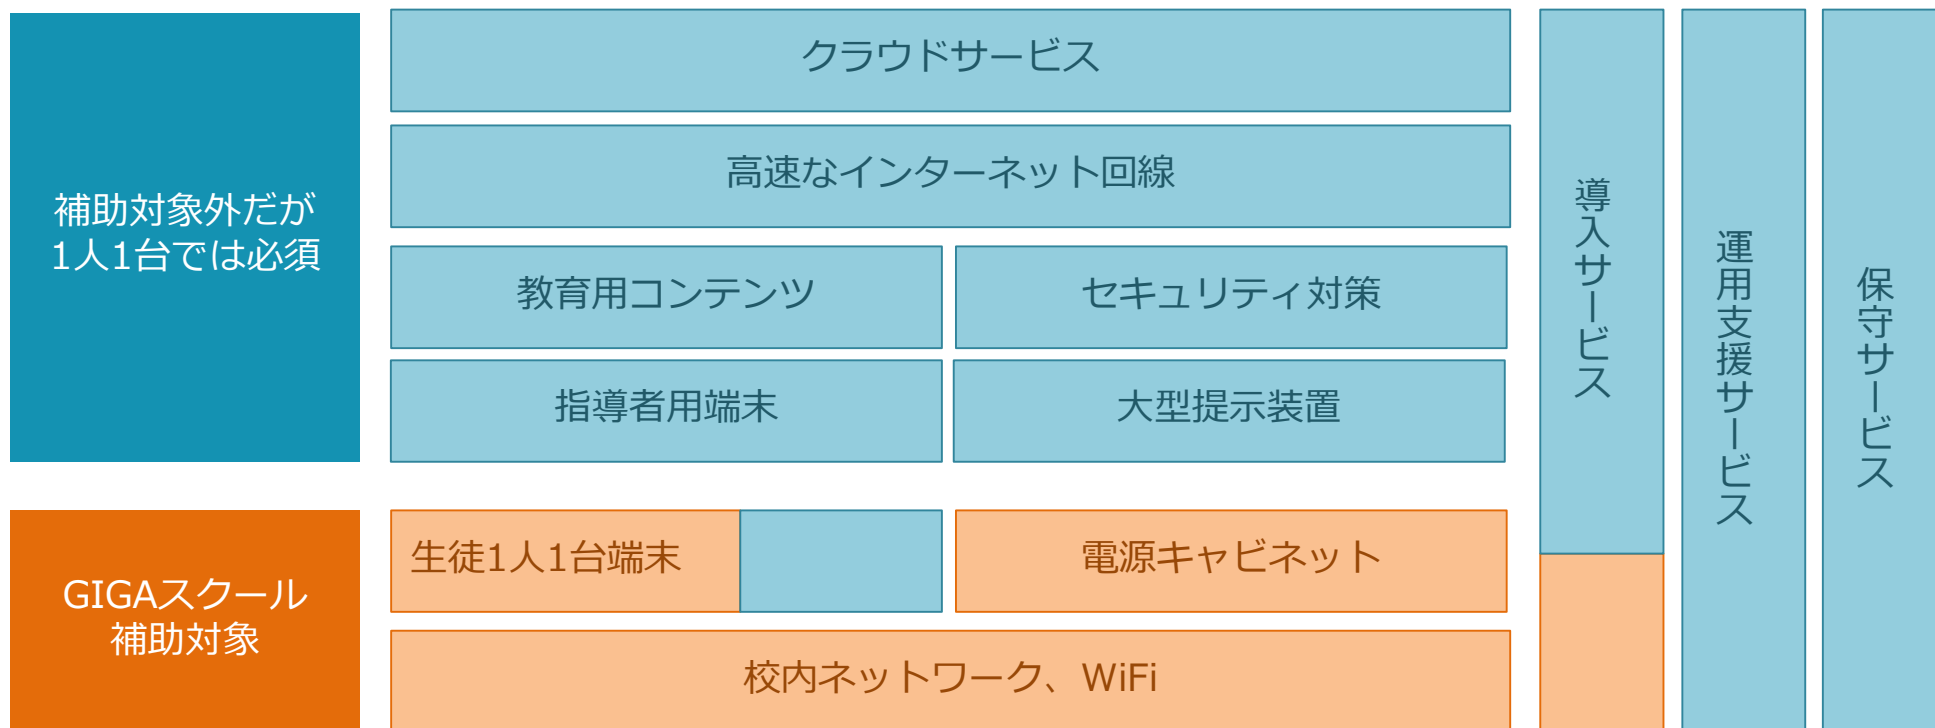 補助対象外だが
1人1台では必須
クラウドサービス
高速なインターネット回線
教育用コンテンツ
セキュリティ対策
指導者用端末
大型提示装置
GIGAスクール
補助対象
生徒1人1台端末
電源キャビネット
校内ネットワーク、WiFi
導入サービス
運用支援サービス
保守サービス